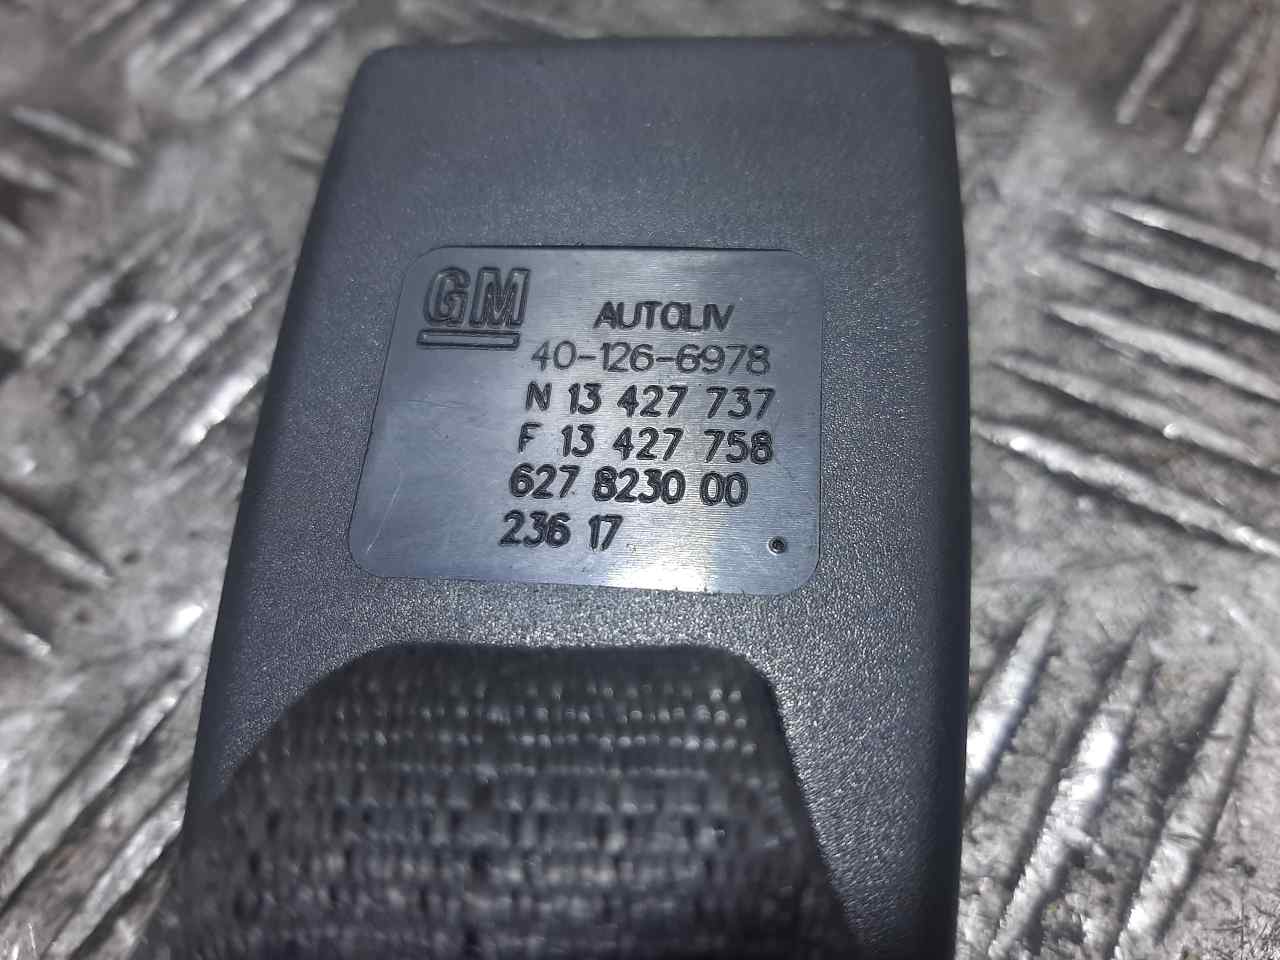 GM
AUTOLIV
40-126-6978
N 13 427 737
F 13 427 758
627 8230 00
236 17